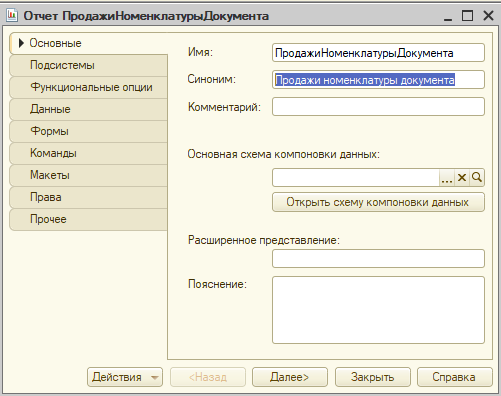 Отчет ПродажиНоменклатурыДокумента
Основные
Подсистемы
Функциональные опции
Данные
Формы
Команды
Макеты
Права
Прочее
Имя: ПродажиНоменклатурыДокумента
Синоним: Продажи номенклатуры документа
Комментарий:
Основная схема компоновки данных:
...
Открыть схему компоновки данных
Расширенное представление:
Пояснение:
Действия <Назад Далее> Закрыть Справка